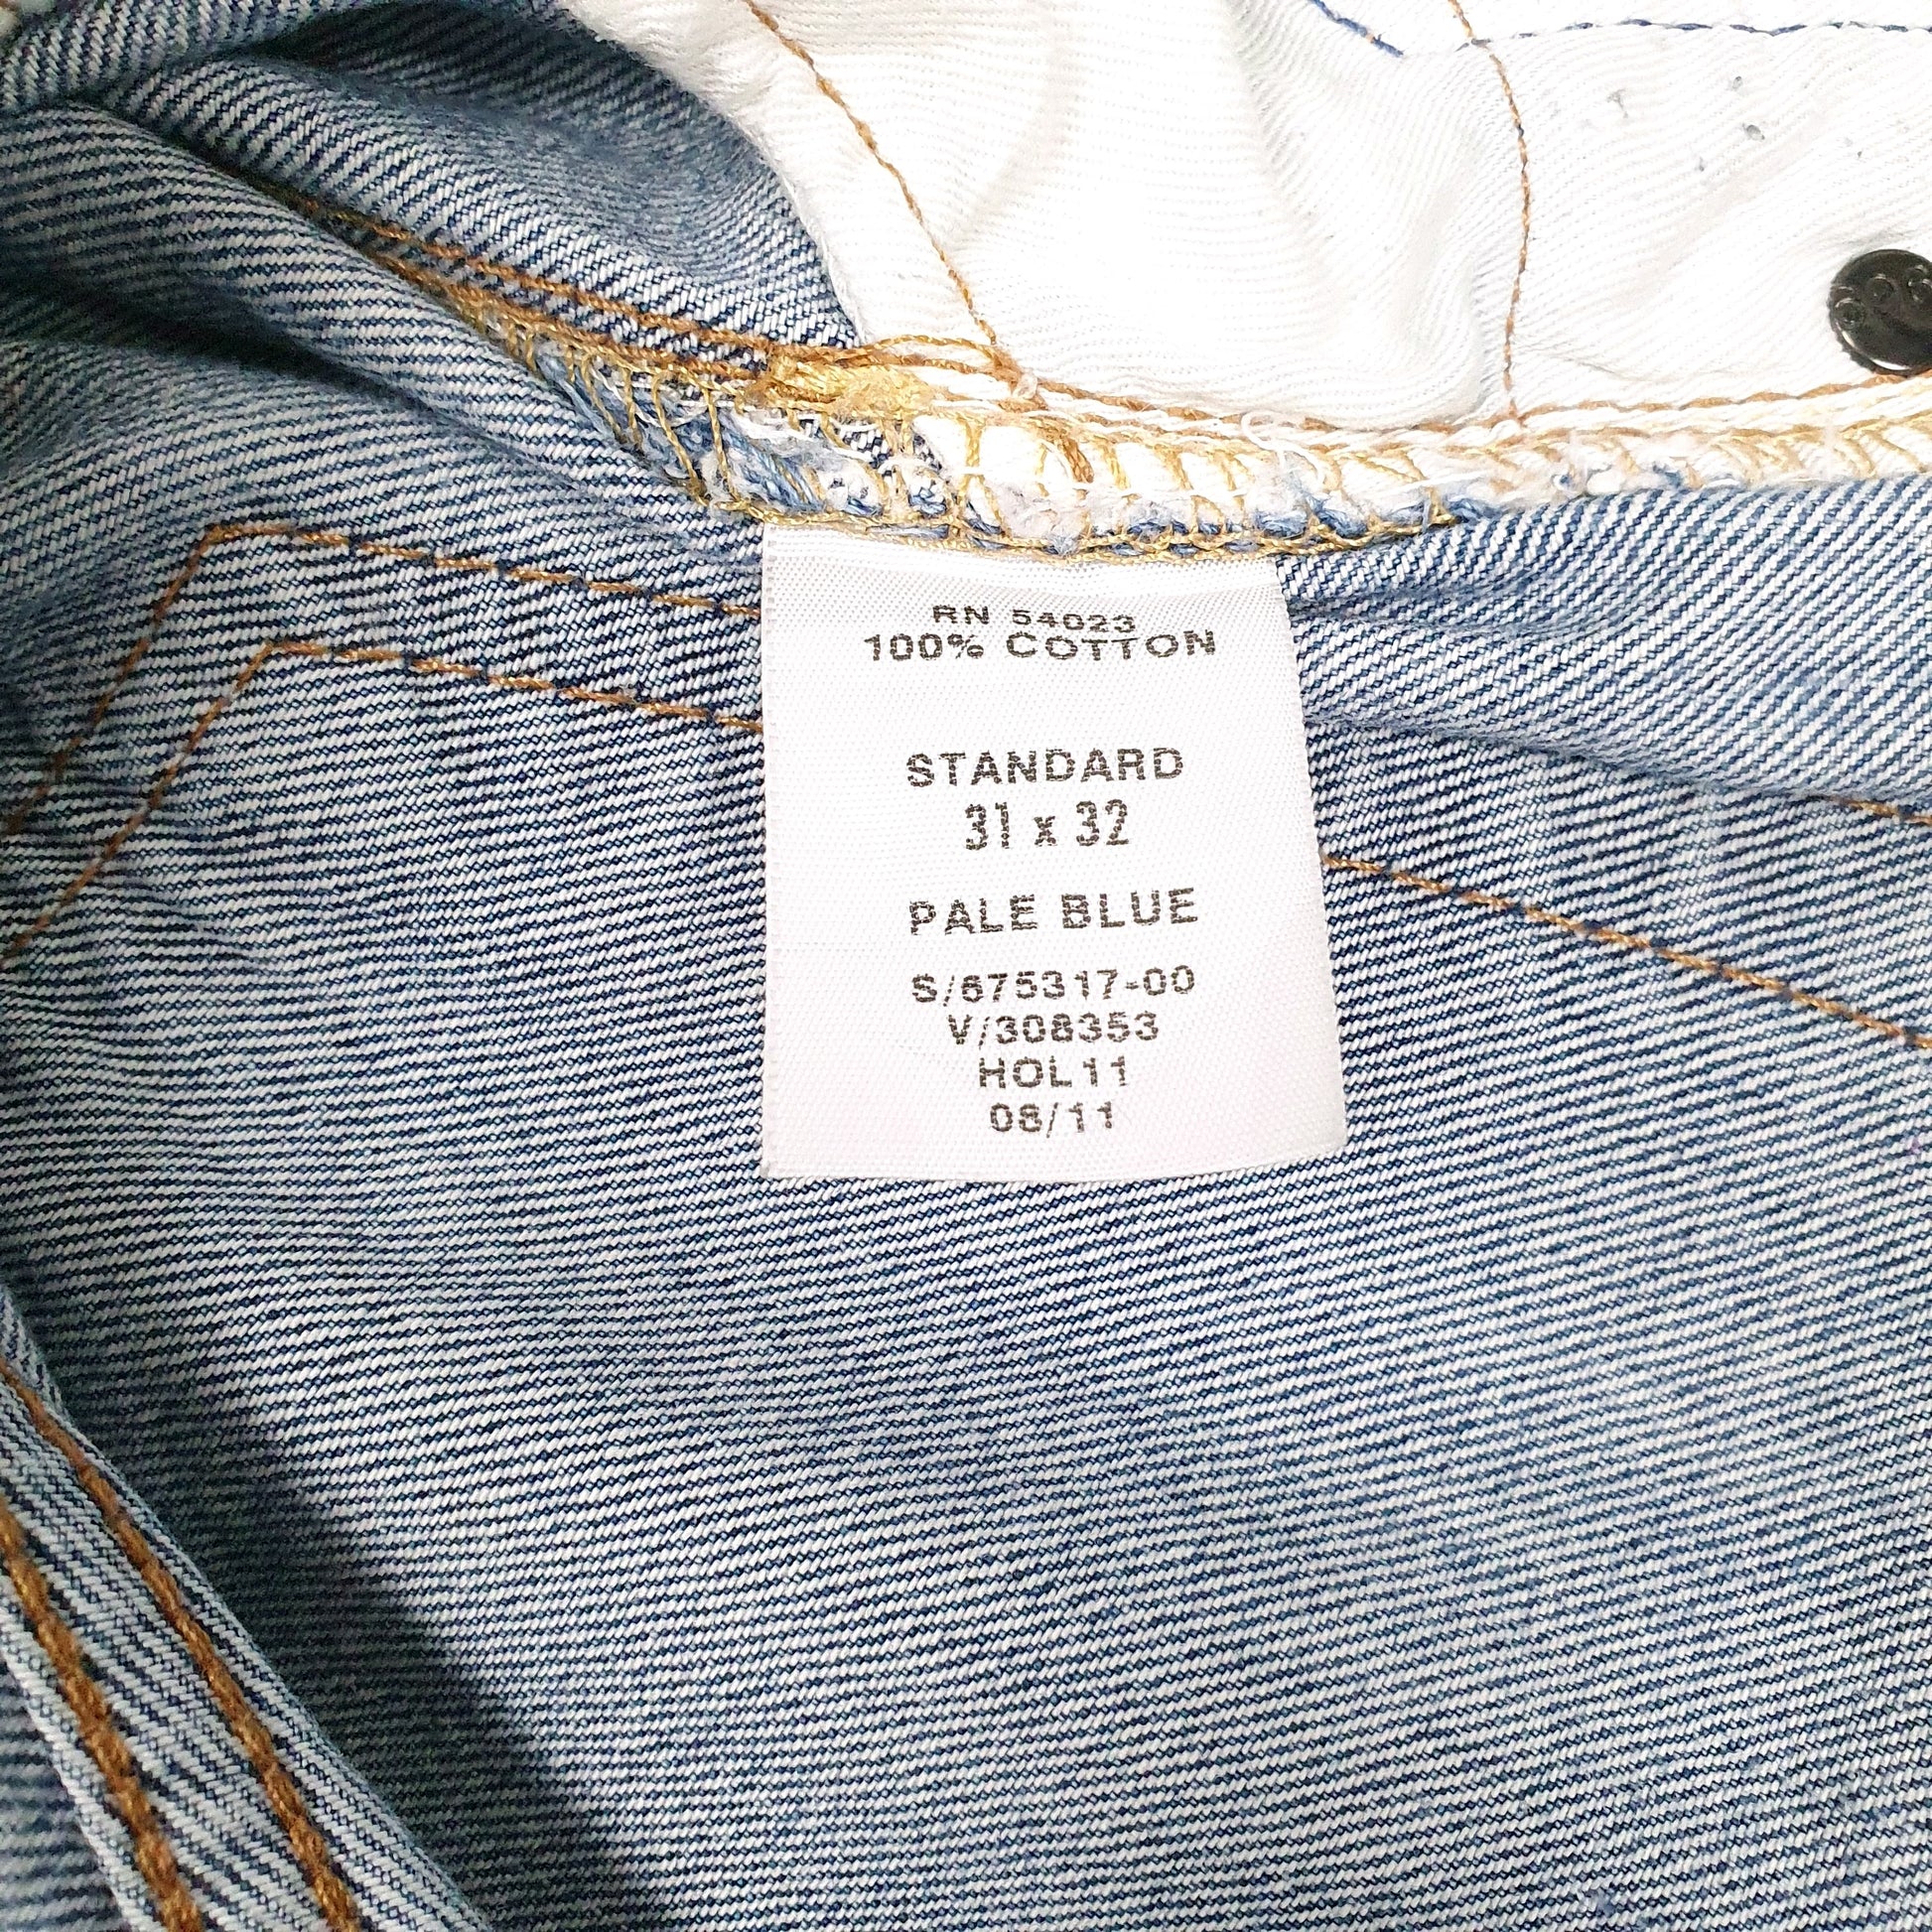 RN 54023
100% COTTON
STANDARD
31 x 32
PALE BLUE
S/675317-00
V/308353
HOL11
08/11